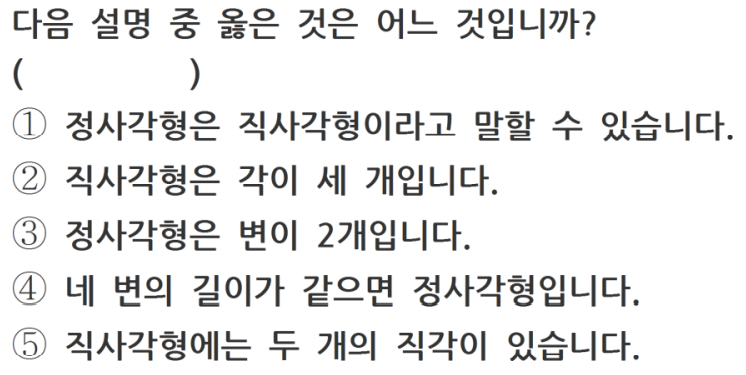 다음 설명 중 옳은 것은 어느 것입니까?
(          )
① 정사각형은 직사각형이라고 말할 수 있습니다.
② 직사각형은 각이 세 개입니다.
③ 정사각형은 변이 2개입니다.
④ 네 변의 길이가 같으면 정사각형입니다.
⑤ 직사각형에는 두 개의 직각이 있습니다.